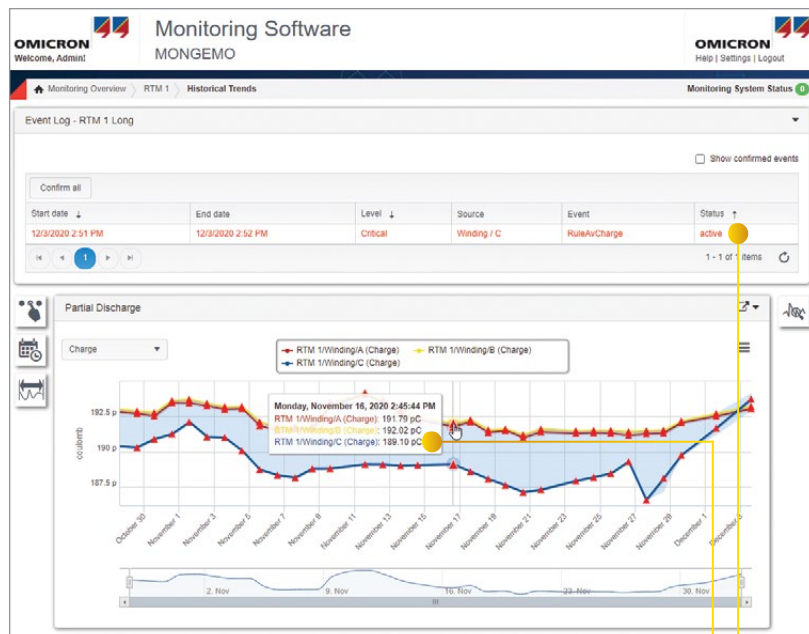 OMICRON
Welcome, Admin!
Monitoring Software
MONGEMO
OMICRON
Help | Settings | Logout
Monitoring Overview RTM 1 Historical Trends
Monitoring System Status 0
Event Log - RTM 1 Long
Show confirmed events
Confirm all
Start date ↓ End date Level ↓ Source Event Status ↑
12/3/2020 2:51 PM 12/3/2020 2:52 PM Critical Winding / C RuleAvCharge active
1
1 - 1 of 1 items
Partial Discharge
Charge
RTM 1/Winding/A (Charge) RTM 1/Winding/B (Charge)
RTM 1/Winding/C (Charge)
Monday, November 16, 2020 2:45:44 PM
RTM 1/Winding/A (Charge): 191.79 pC
RTM 1/Winding/B (Charge): 192.02 pC
RTM 1/Winding/C (Charge): 189.10 pC
coulomb
192.5 p
190 p
187.5 p
October 30 November 1 November 3 November 5 November 7 November 9 November 11 November 13 November 15 November 17 November 19 November 21 November 23 November 25 November 27 November 29 December 1 December 3
2. Nov 9. Nov 16. Nov 23. Nov 30. Nov